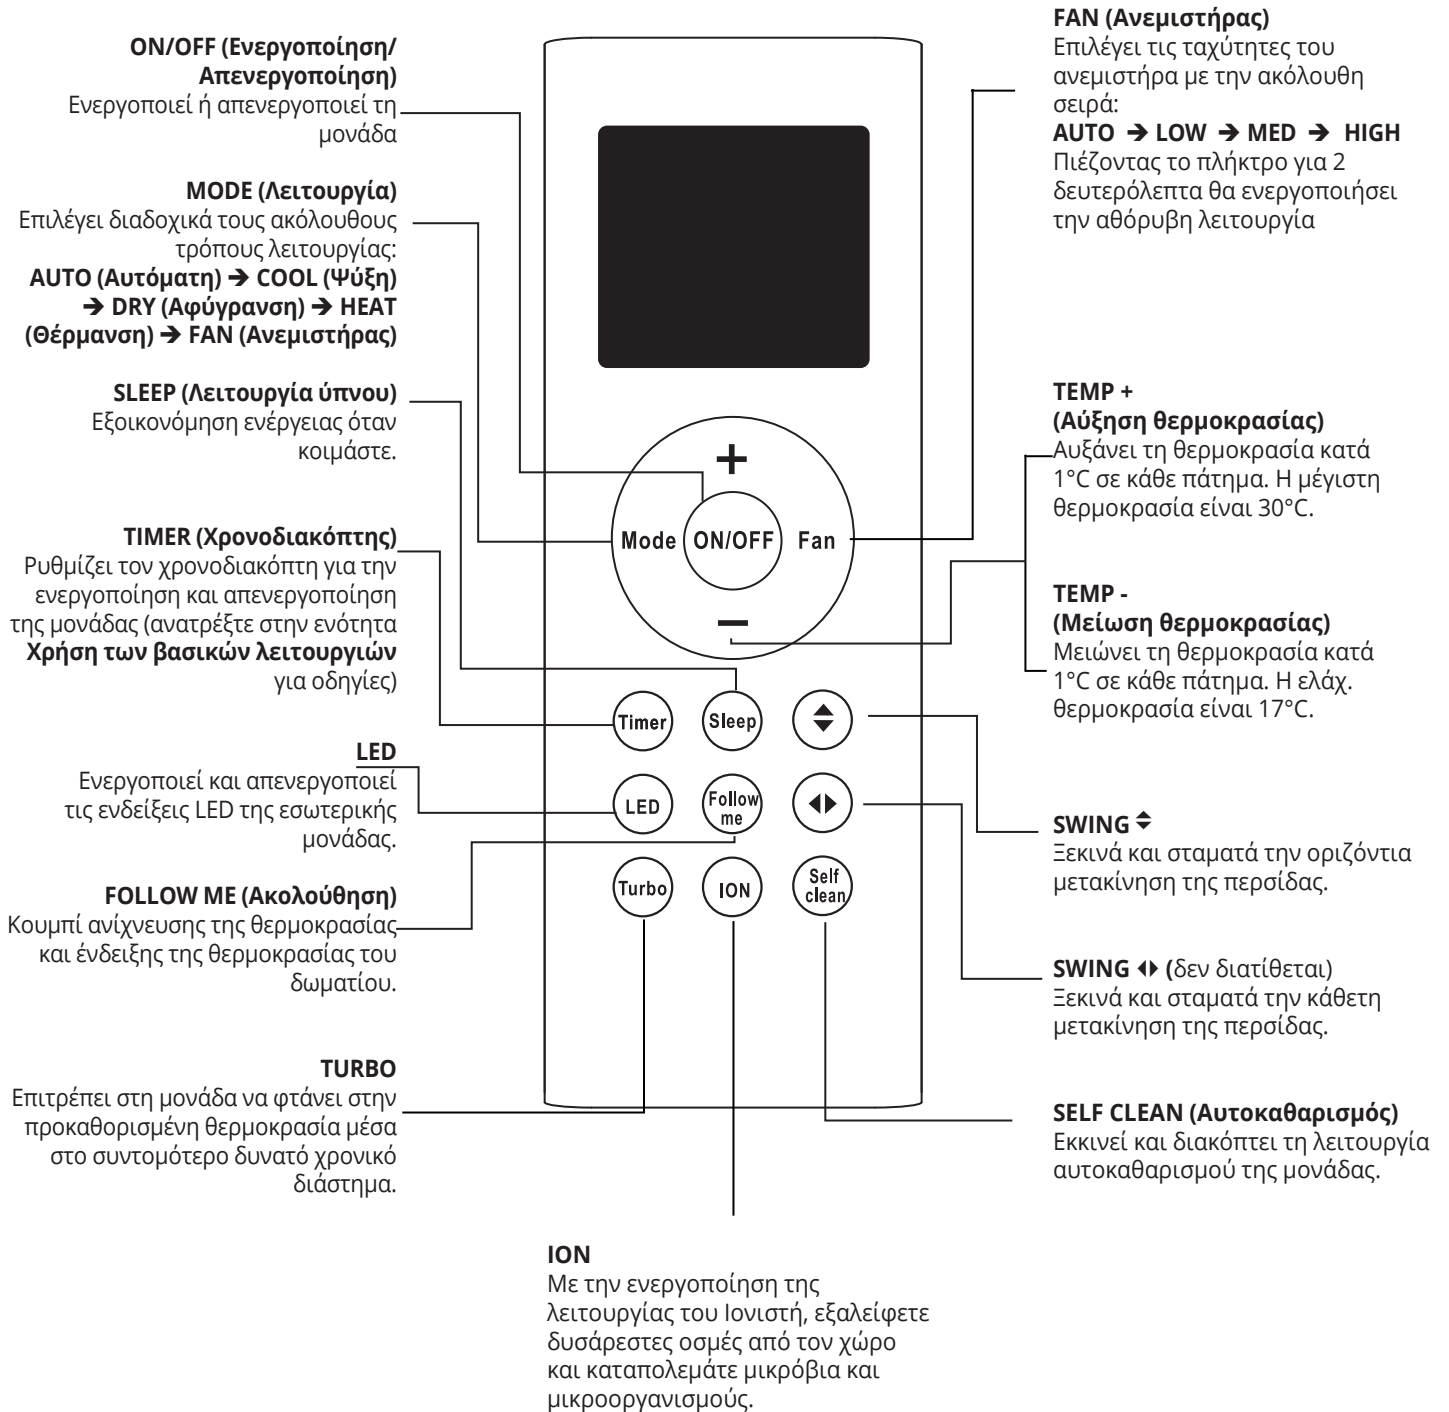 ON/OFF (Ενεργοποίηση/
Απενεργοποίηση)
Ενεργοποιεί ή απενεργοποιεί τη
μονάδα
MODE (Λειτουργία)
Επιλέγει διαδοχικά τους ακόλουθους
τρόπους λειτουργίας:
AUTO (Αυτόματη) ➔ COOL (Ψύξη)
➔ DRY (Αφύγρανση) ➔ HEAT
(Θέρμανση) ➔ FAN (Ανεμιστήρας)
SLEEP (Λειτουργία ύπνου)
Εξοικονόμηση ενέργειας όταν
κοιμάστε.
TIMER (Χρονοδιακόπτης)
Ρυθμίζει τον χρονοδιακόπτη για την
ενεργοποίηση και απενεργοποίηση
της μονάδας (ανατρέξτε στην ενότητα
Χρήση των βασικών λειτουργιών
για οδηγίες)
LED
Ενεργοποιεί και απενεργοποιεί
τις ενδείξεις LED της εσωτερικής
μονάδας.
FOLLOW ME (Ακολούθηση)
Κουμπί ανίχνευσης της θερμοκρασίας
και ένδειξης της θερμοκρασίας του
δωματίου.
TURBO
Επιτρέπει στη μονάδα να φτάνει στην
προκαθορισμένη θερμοκρασία μέσα
στο συντομότερο δυνατό χρονικό
διάστημα.
+
Mode ON/OFF Fan
−
Timer Sleep
LED Follow
me
Turbo ION Self
clean
ION
Με την ενεργοποίηση της
λειτουργίας του Ιονιστή, εξαλείφετε
δυσάρεστες οσμές από τον χώρο
και καταπολεμάτε μικρόβια και
μικροοργανισμούς.
FAN (Ανεμιστήρας)
Επιλέγει τις ταχύτητες του
ανεμιστήρα με την ακόλουθη
σειρά:
AUTO ➔ LOW ➔ MED ➔ HIGH
Πιέζοντας το πλήκτρο για 2
δευτερόλεπτα θα ενεργοποιήσει
την αθόρυβη λειτουργία
TEMP +
(Αύξηση θερμοκρασίας)
Αυξάνει τη θερμοκρασία κατά
1°C σε κάθε πάτημα. Η μέγιστη
θερμοκρασία είναι 30°C.
TEMP -
(Μείωση θερμοκρασίας)
Μειώνει τη θερμοκρασία κατά
1°C σε κάθε πάτημα. Η ελάχ.
θερμοκρασία είναι 17°C.
SWING
Ξεκινά και σταματά την οριζόντια
μετακίνηση της περσίδας.
SWING (δεν διατίθεται)
Ξεκινά και σταματά την κάθετη
μετακίνηση της περσίδας.
SELF CLEAN (Αυτοκαθαρισμός)
Εκκινεί και διακόπτει τη λειτουργία
αυτοκαθαρισμού της μονάδας.